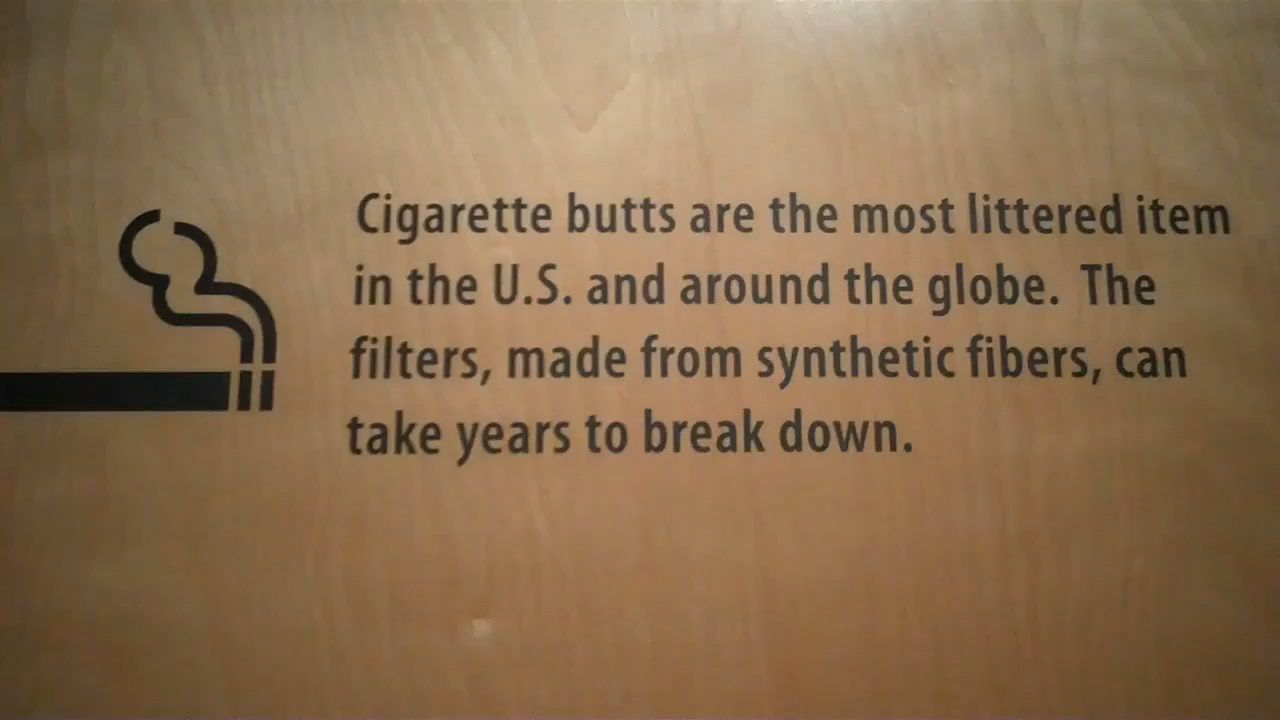 Cigarette butts are the most littered item
in the U.S. and around the globe.  The
filters, made from synthetic fibers, can
take years to break down.